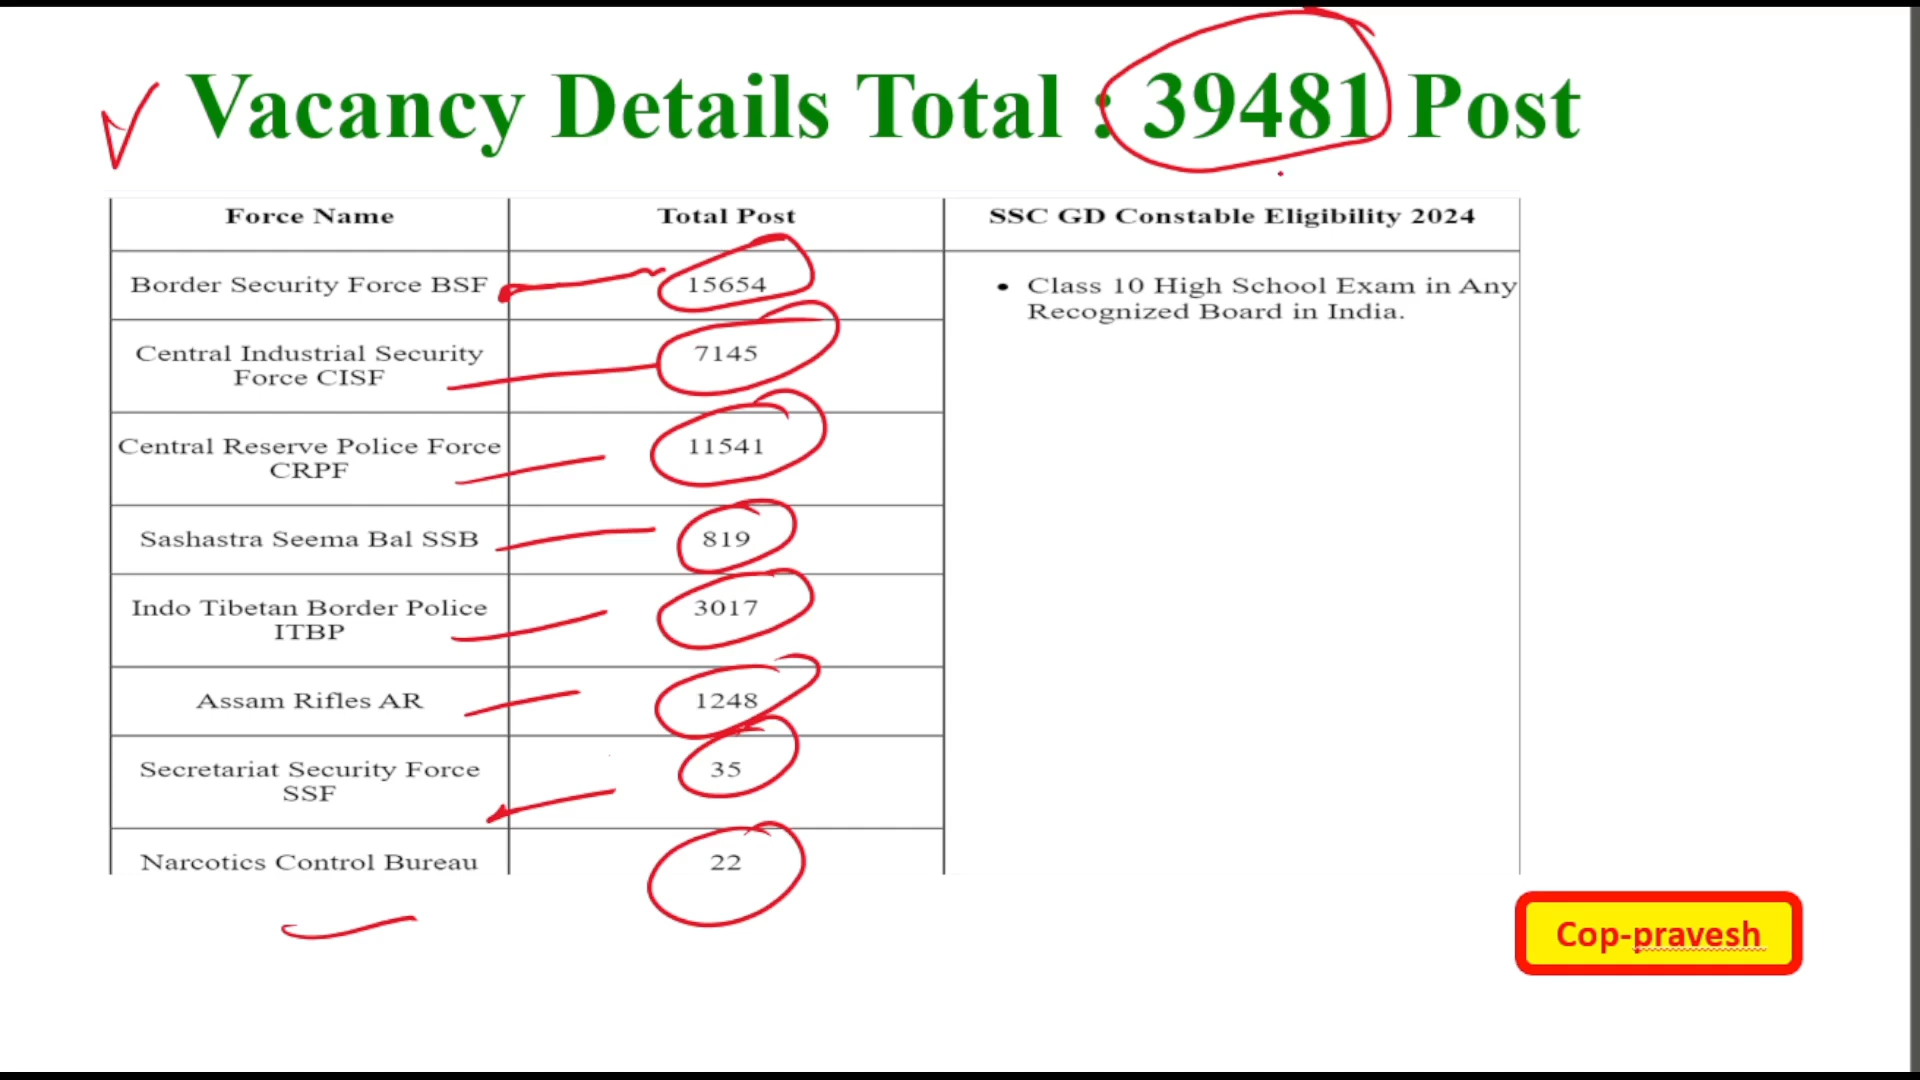 Vacancy Details Total : 39481 Post
Force Name
Total Post
SSC GD Constable Eligibility 2024
Border Security Force BSF
15654
Class 10 High School Exam in Any
Recognized Board in India.
Central Industrial Security
Force CISF
7145
Central Reserve Police Force
CRPF
11541
Sashastra Seema Bal SSB
819
Indo Tibetan Border Police
ITBP
3017
Assam Rifles AR
1248
Secretariat Security Force
SSF
35
Narcotics Control Bureau
22
Cop-pravesh